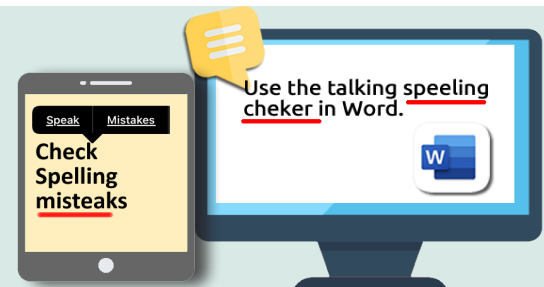 Speak Mistakes
Check
Spelling
misteaks
Use the talking speeling
cheker in Word.
W